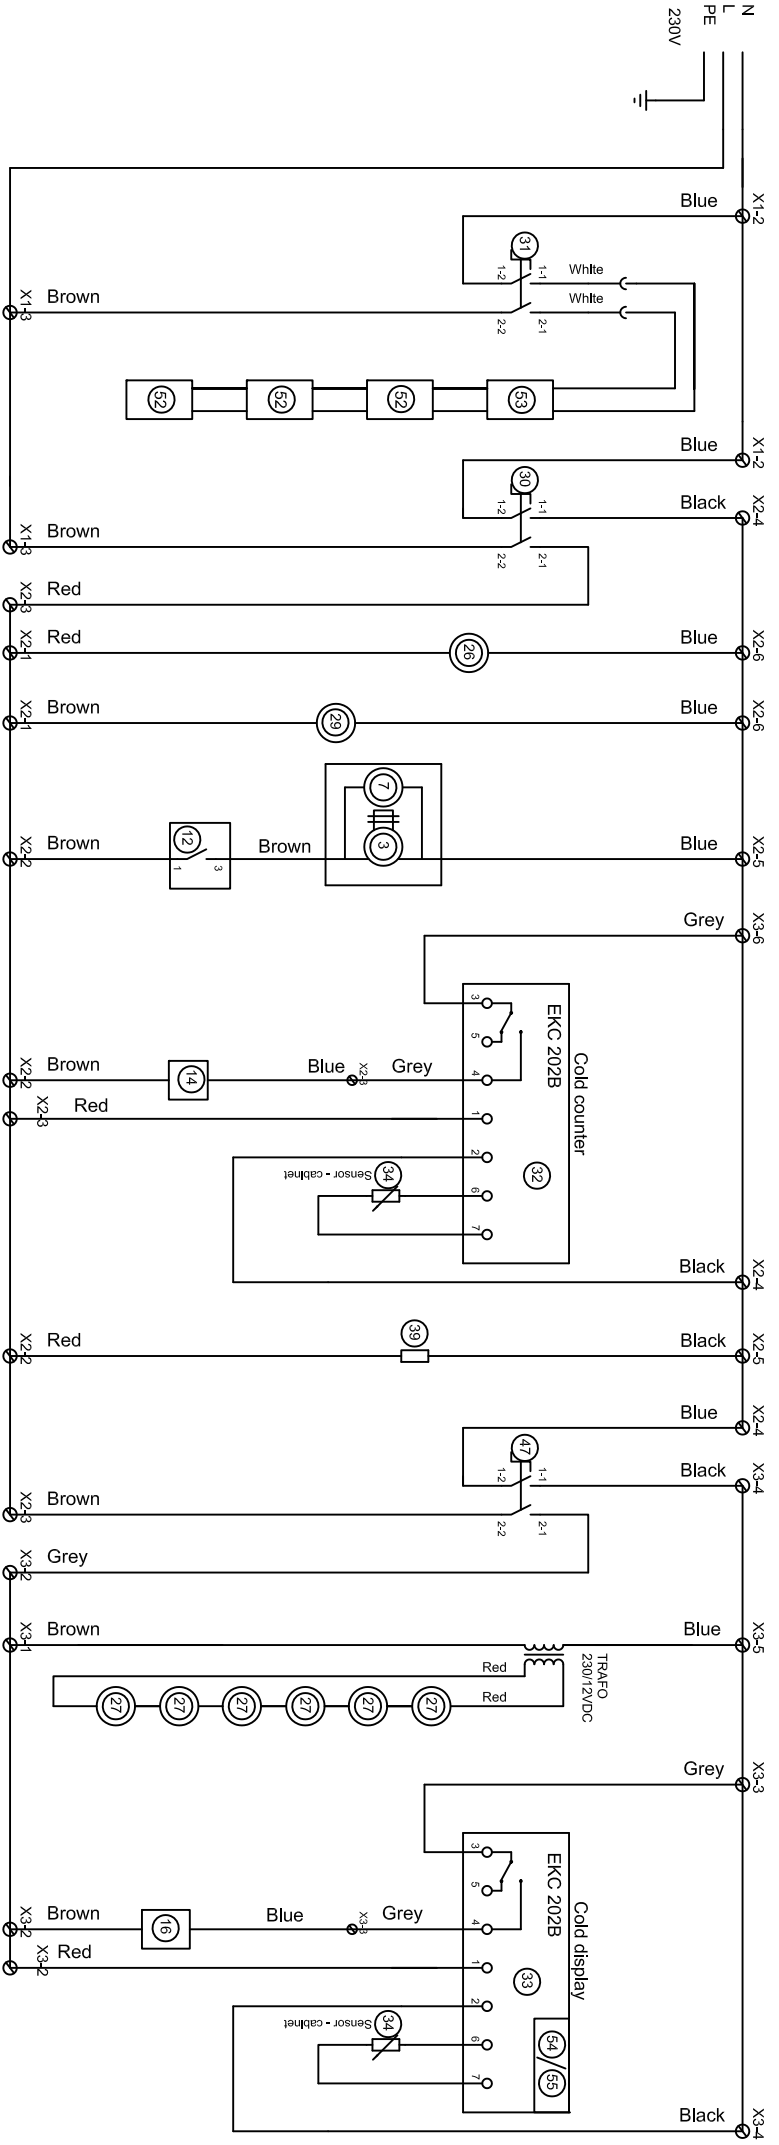 N
L
PE
230V
X1-2
Blue
31
1-1
1-2
White
White
2-1
2-2
X1-3
Brown
52
52
52
53
X1-2
Blue
30
X2-4
Black
1-1
1-2
2-1
2-2
X1-3
Brown
X2-3
Red
X2-1
Red
26
Blue
X2-6
X2-1
Brown
29
Blue
X2-6
7
3
12
1
3
X2-2
Brown
Brown
Blue
X2-5
Grey
X3-6
Cold counter
EKC 202B
3
5
4
1
2
6
7
32
X2-2
Brown
14
Blue
X2-3
Grey
X2-3
Red
34
Sensor - cabinet
Black
X2-4
X2-2
Red
39
Black
X2-5
Blue
X2-4
47
Black
X3-4
1-1
1-2
2-1
2-2
X2-3
Brown
X3-2
Grey
X3-1
Brown
Blue
X3-5
TRAFO
230/12VDC
Red
Red
27
27
27
27
27
27
Grey
X3-3
Cold display
EKC 202B
3
5
4
1
2
6
7
33
54
55
X3-2
Brown
16
Blue
X3-3
Grey
X3-2
Red
34
Sensor - cabinet
Black
X3-4